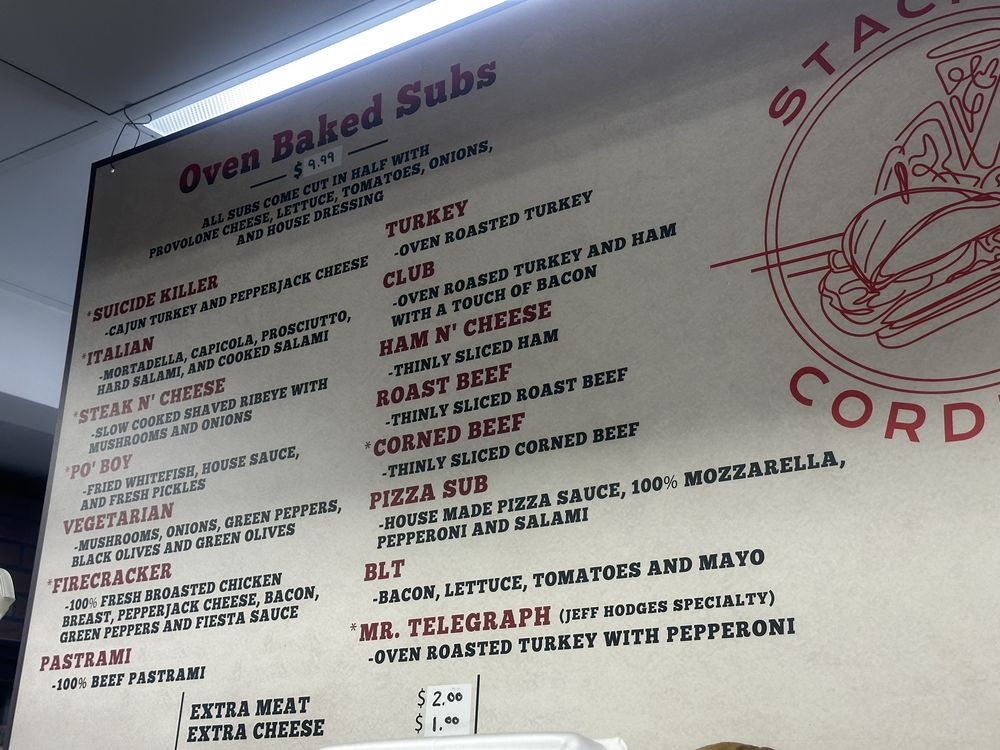 Oven Baked Subs
$ 9.99
ALL SUBS COME CUT IN HALF WITH
PROVOLONE CHEESE, LETTUCE, TOMATOES, ONIONS,
AND HOUSE DRESSING
*SUICIDE KILLER
-CAJUN TURKEY AND PEPPERJACK CHEESE
*ITALIAN
-MORTADELLA, CAPICOLA, PROSCIUTTO,
HARD SALAMI, AND COOKED SALAMI
*STEAK N' CHEESE
-SLOW COOKED SHAVED RIBEYE WITH
MUSHROOMS AND ONIONS
*PO' BOY
-FRIED WHITEFISH, HOUSE SAUCE,
AND FRESH PICKLES
VEGETARIAN
-MUSHROOMS, ONIONS, GREEN PEPPERS,
BLACK OLIVES AND GREEN OLIVES
*FIRECRACKER
-100% FRESH BROASTED CHICKEN
BREAST, PEPPERJACK CHEESE, BACON,
GREEN PEPPERS AND FIESTA SAUCE
PASTRAMI
-100% BEEF PASTRAMI
TURKEY
-OVEN ROASTED TURKEY
CLUB
-OVEN ROASED TURKEY AND HAM
WITH A TOUCH OF BACON
HAM N' CHEESE
-THINLY SLICED HAM
ROAST BEEF
-THINLY SLICED ROAST BEEF
*CORNED BEEF
-THINLY SLICED CORNED BEEF
PIZZA SUB
-HOUSE MADE PIZZA SAUCE, 100% MOZZARELLA,
PEPPERONI AND SALAMI
BLT
-BACON, LETTUCE, TOMATOES AND MAYO
*MR. TELEGRAPH (JEFF HODGES SPECIALTY)
-OVEN ROASTED TURKEY WITH PEPPERONI
EXTRA MEAT $ 2.00
EXTRA CHEESE $ 1.00
STAC
CORD